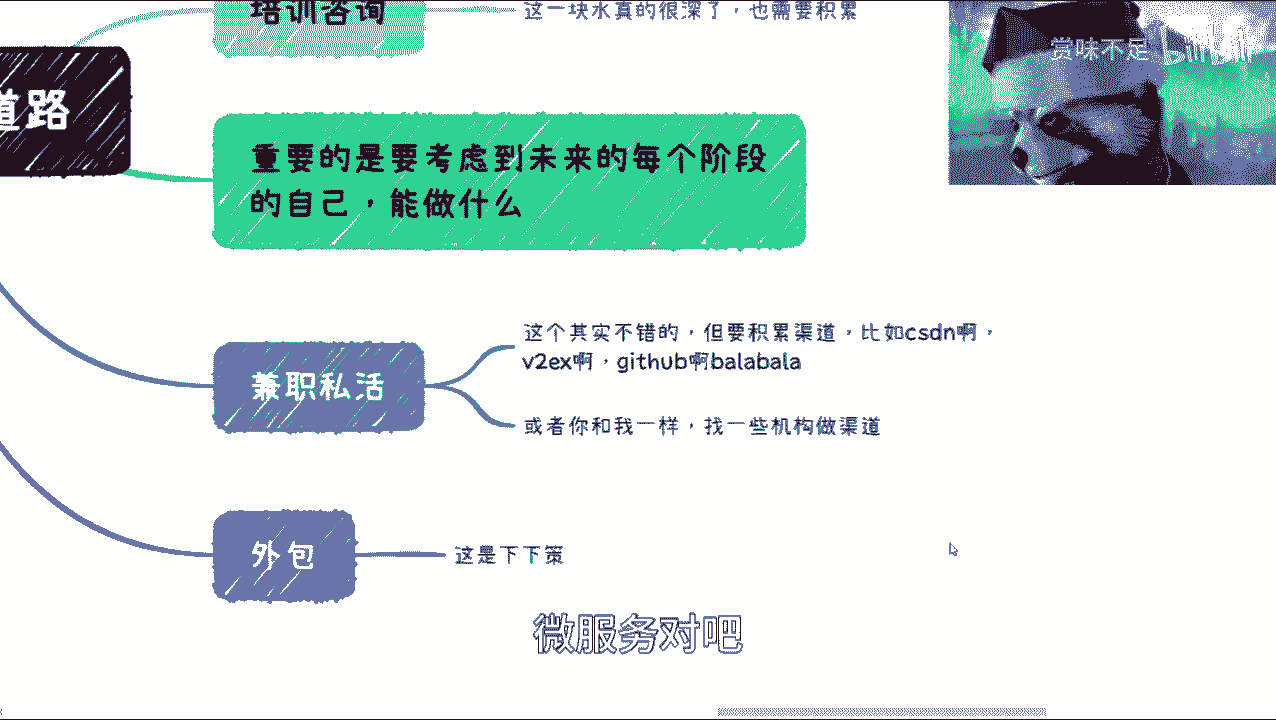 培训咨询
这一块水真的很深了，也需要积累
赏味不足
道路
重要的是要考虑到未来的每个阶段
的自己，能做什么
兼职私活
这个其实不错的，但要积累渠道，比如csdn啊，
v2ex啊，github啊balabala
或者你和我一样，找一些机构做渠道
外包
这是下下策
微服务对吧